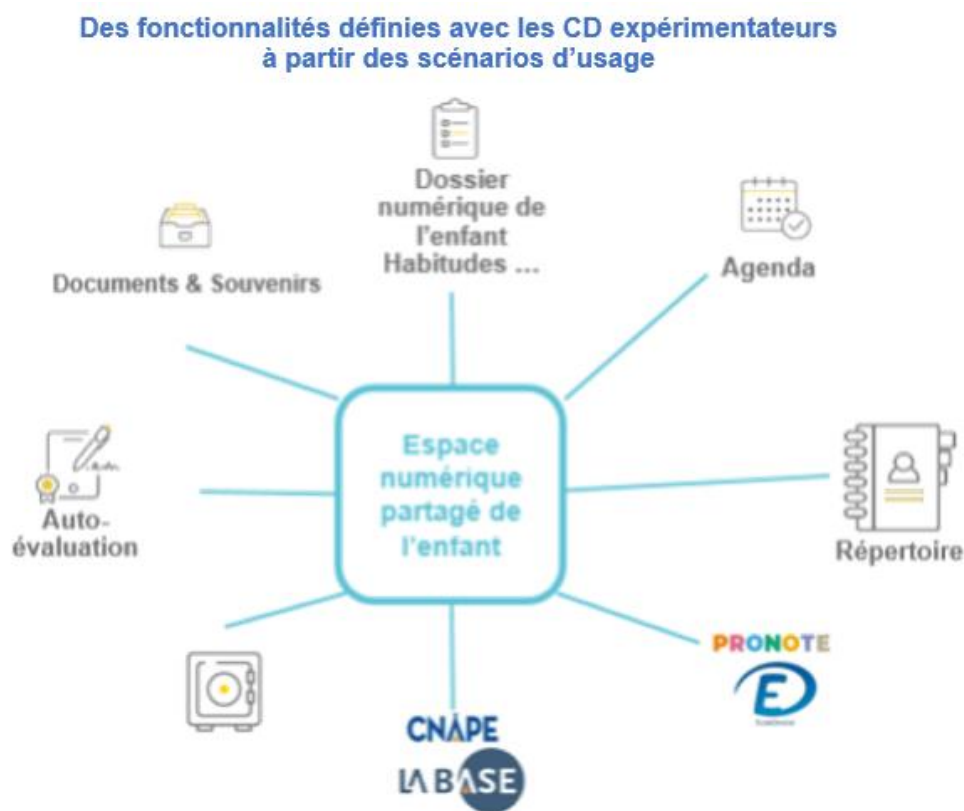 Des fonctionnalités définies avec les CD expérimentateurs
à partir des scénarios d'usage
Dossier
numérique de
l'enfant
Habitudes ...
Documents & Souvenirs
Agenda
Espace
numérique
partagé de
l'enfant
Auto-
évaluation
Répertoire
PRONOTE
E
CNAPE
LA BASE